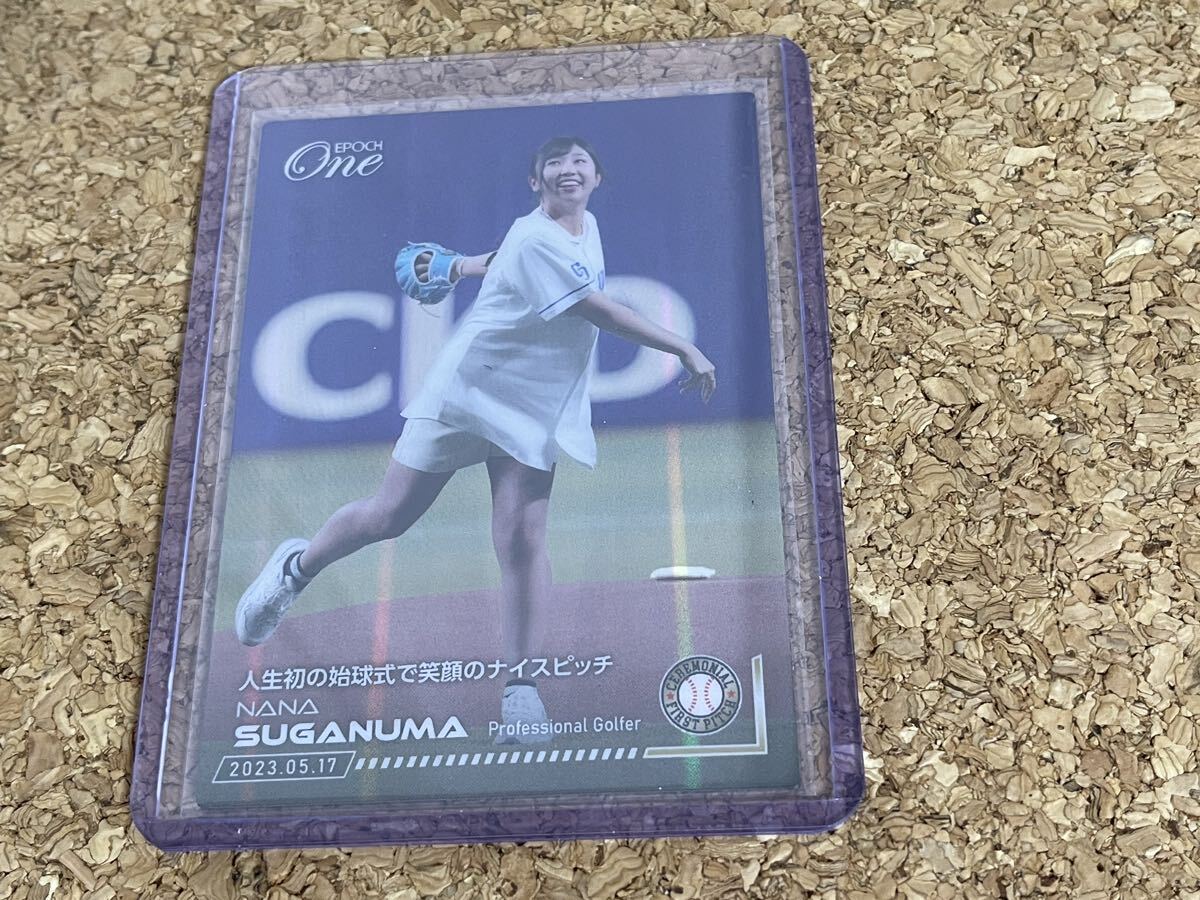 EPOCH
One
人生初の始球式で笑顔のナイスピッチ
NANA
SUGANUMA Professional Golfer
2023.05.17
CEREMONIAL
FIRST PITCH